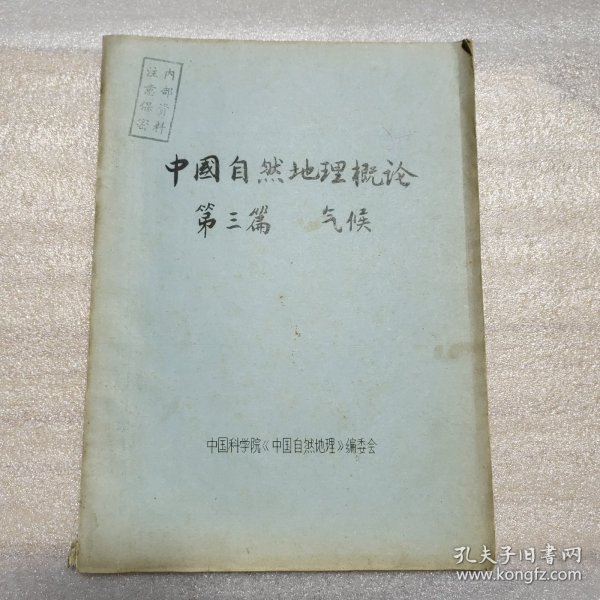 内部资料
注意保密
中國自然地理概论
第三篇 气候
中国科学院《中国自然地理》编委会
孔夫子旧書网
www.kongfz.com